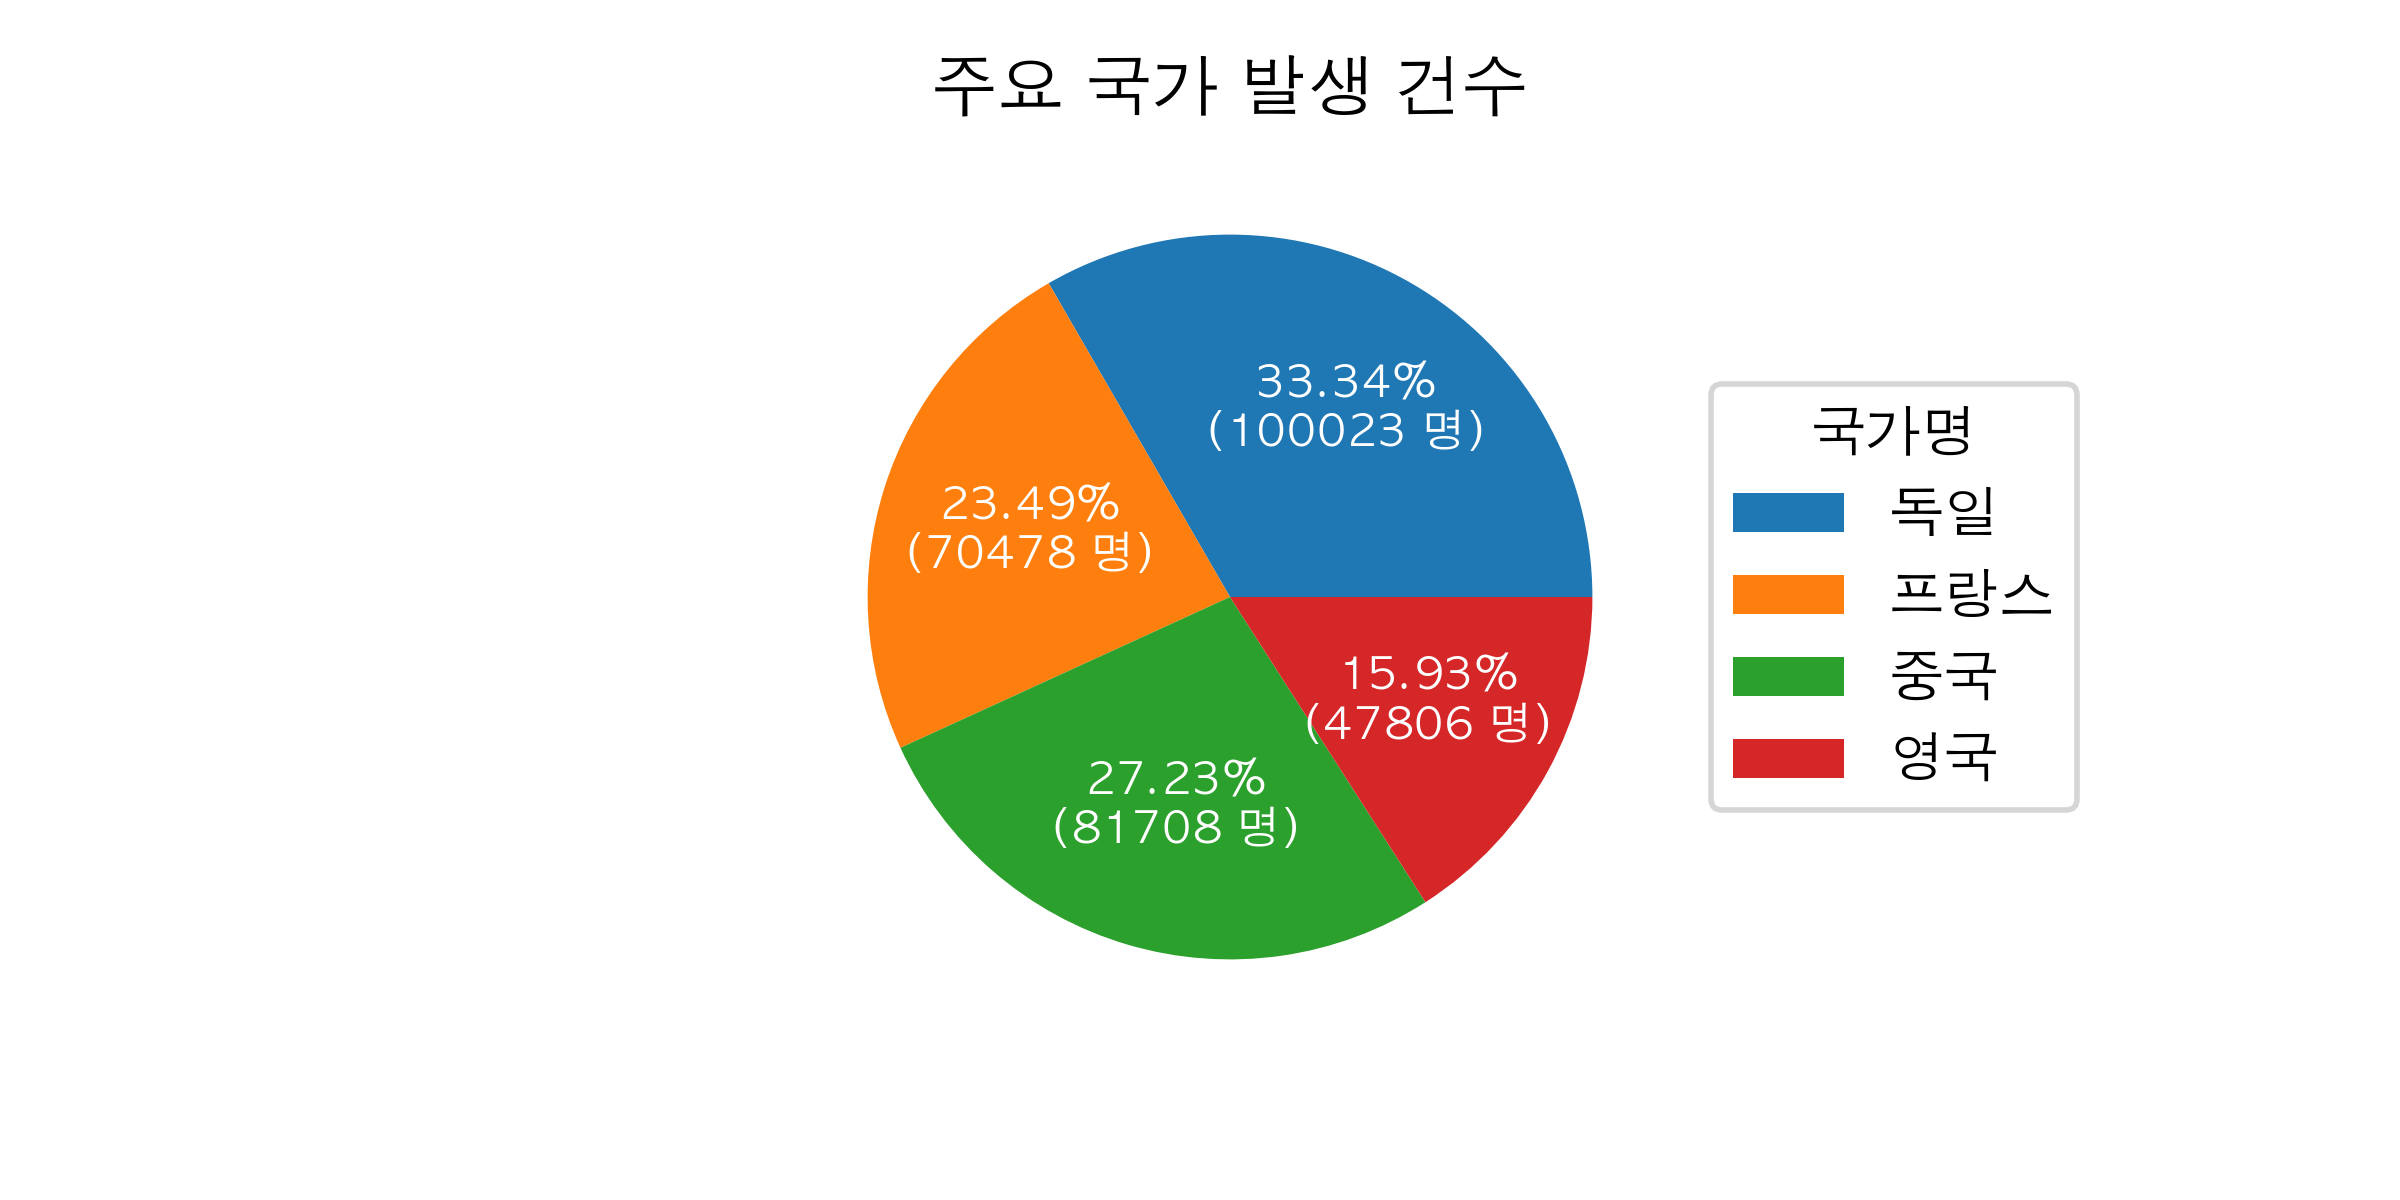 주요 국가 발생 건수
33.34%
(100023 명)
23.49%
(70478 명)
15.93%
(47806 명)
27.23%
(81708 명)
국가명
독일
프랑스
중국
영국